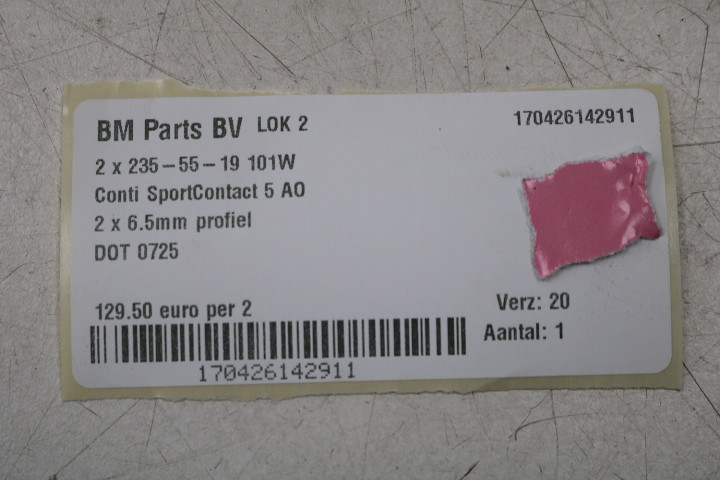 BM Parts BV LOK 2 170426142911
2 x 235-55-19 101W
Conti SportContact 5 AO
2 x 6.5mm profiel
DOT 0725
129.50 euro per 2 Verz: 20
Aantal: 1
170426142911